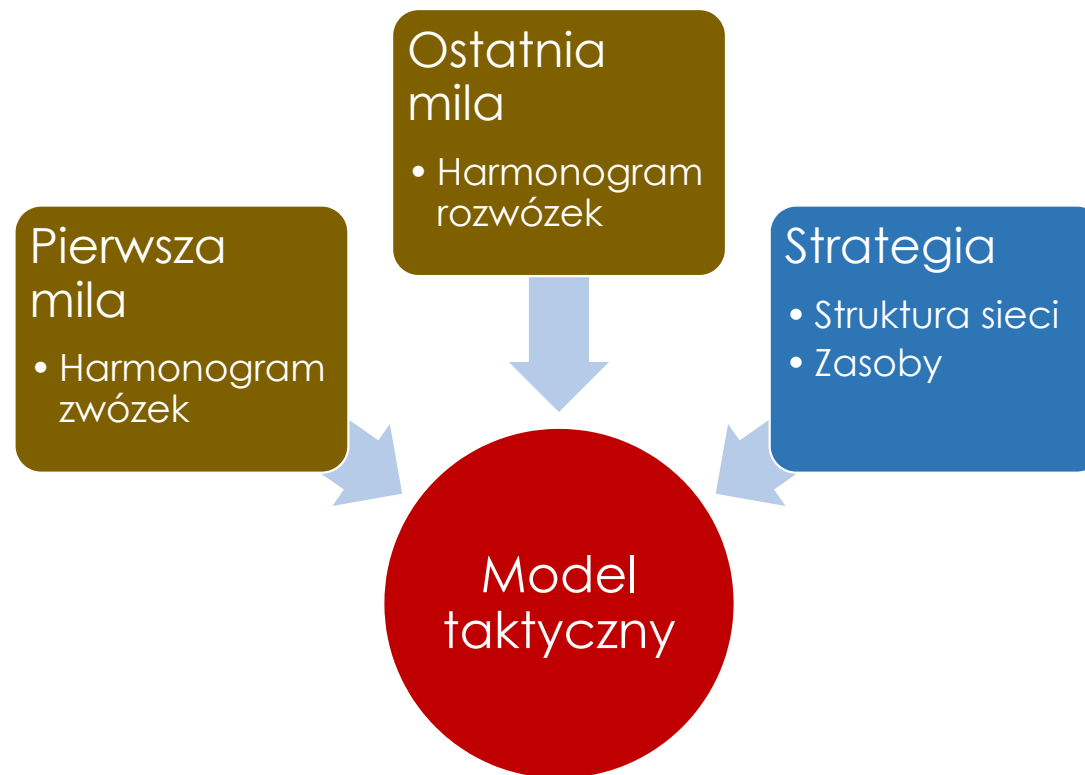 Pierwsza
mila
• Harmonogram
zwózek
Ostatnia
mila
• Harmonogram
rozwózek
Strategia
• Struktura sieci
• Zasoby
Model
taktyczny